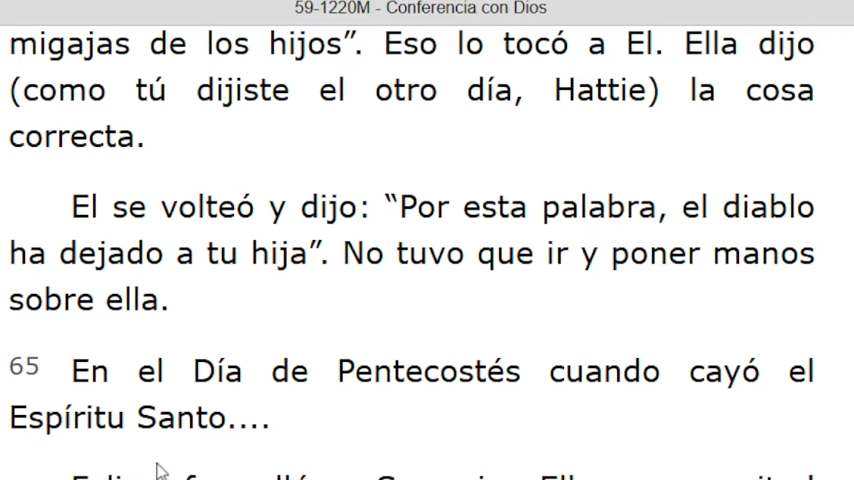 59-1220M - Conferencia con Dios
migajas de los hijos”. Eso lo tocó a El. Ella dijo
(como tú dijiste el otro día, Hattie) la cosa
correcta.
El se volteó y dijo: “Por esta palabra, el diablo
ha dejado a tu hija”. No tuvo que ir y poner manos
sobre ella.
65 En el Día de Pentecostés cuando cayó el
Espíritu Santo....